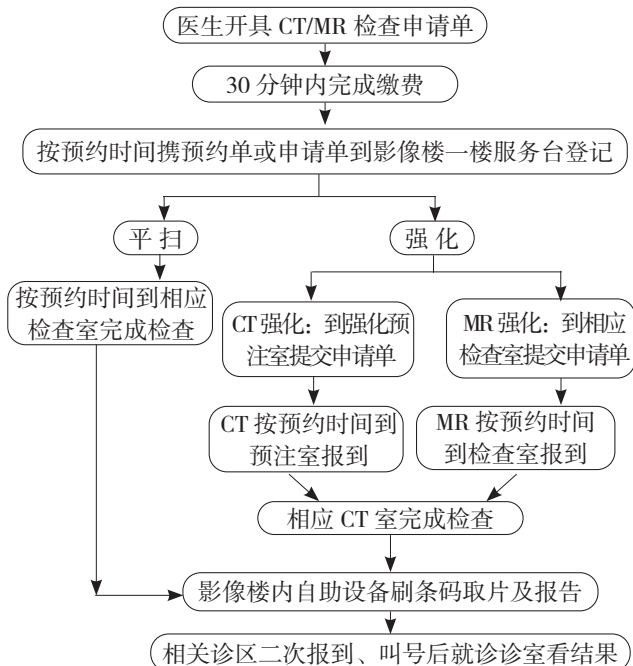 医生开具 CT/MR 检查申请单
30 分钟内完成缴费
按预约时间携预约单或申请单到影像楼一楼服务台登记
平 扫
强 化
按预约时间到相应
检查室完成检查
CT 强化：到强化预
注室提交申请单
MR 强化：到相应
检查室提交申请单
CT 按预约时间到
预注室报到
MR 按预约时间
到检查室报到
相应 CT 室完成检查
影像楼内自助设备刷条码取片及报告
相关诊区二次报到、叫号后就诊诊室看结果